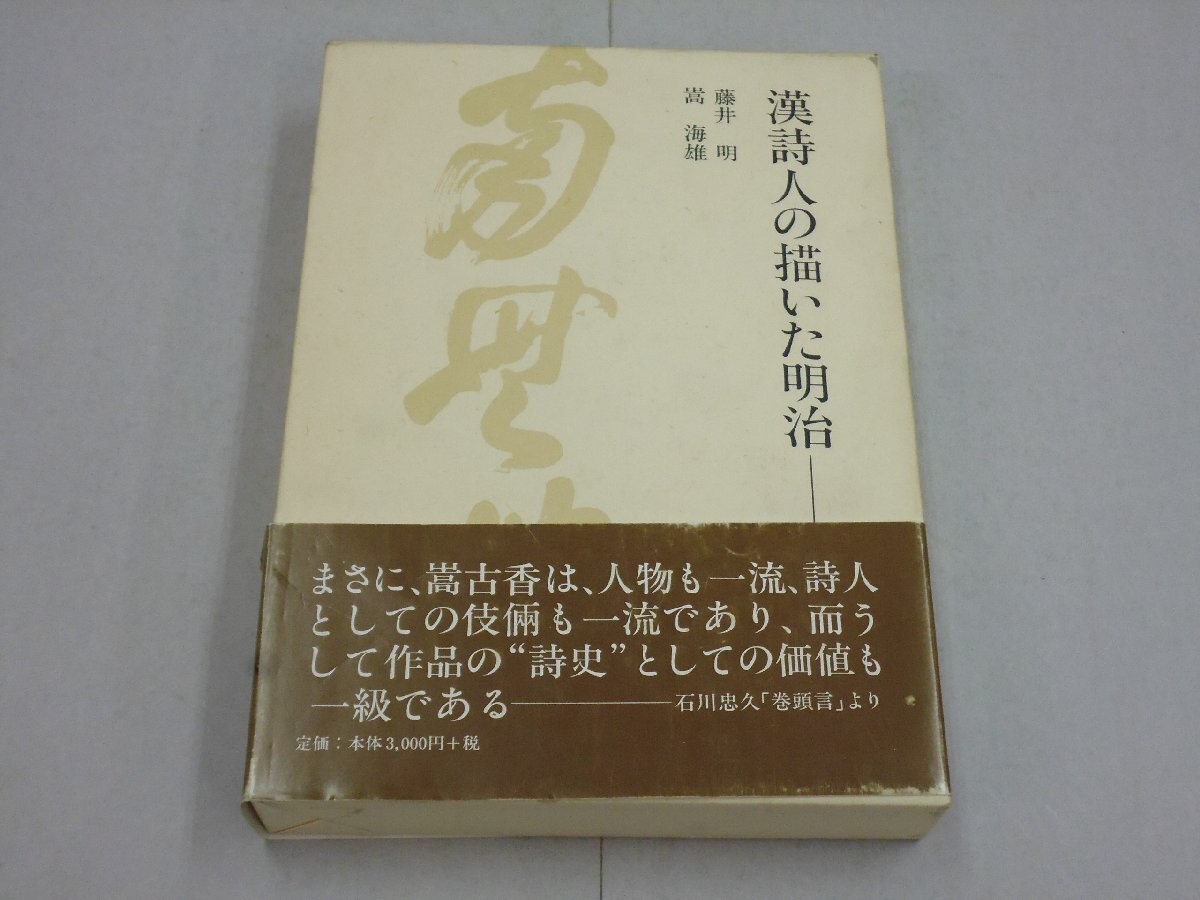 漢詩人の描いた明治――
藤井 明
嵩 海雄
南無
まさに、嵩古香は、人物も一流、詩人
としての伎倆も一流であり、而う
して作品の“詩史”としての価値も
一級である――――石川忠久「巻頭言」より
定価：本体3,000円＋税